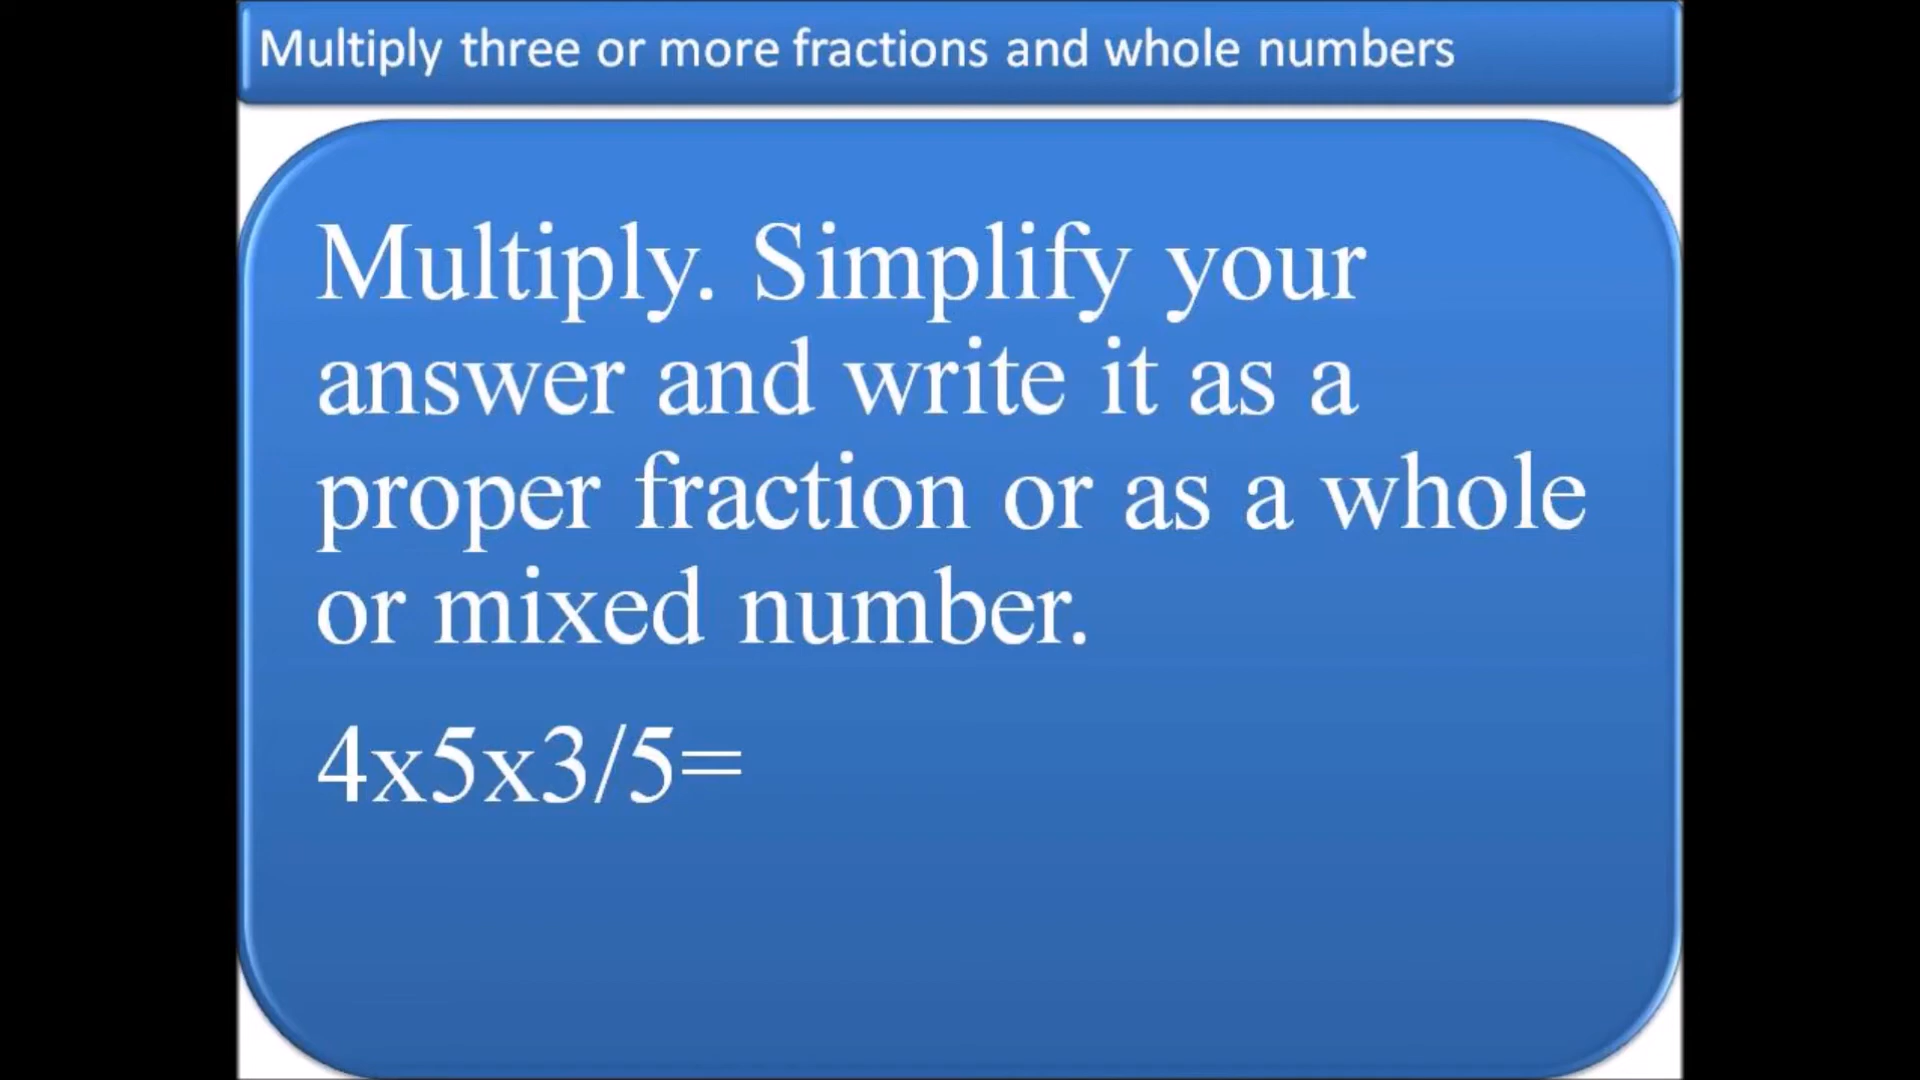 Multiply three or more fractions and whole numbers
Multiply. Simplify your
answer and write it as a
proper fraction or as a whole
or mixed number.
4x5x3/5=